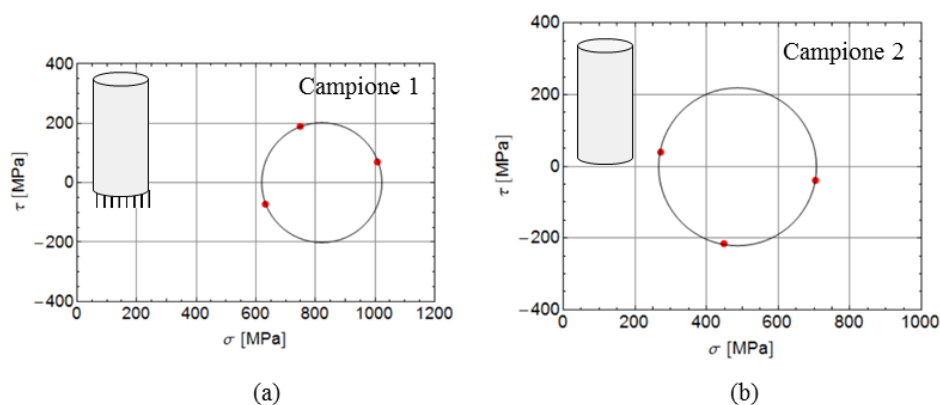 Campione 1
τ [MPa]
400
200
0
−200
−400
0 200 400 600 800 1000 1200
σ [MPa]
(a)
Campione 2
τ [MPa]
400
200
0
−200
−400
0 200 400 600 800 1000
σ [MPa]
(b)